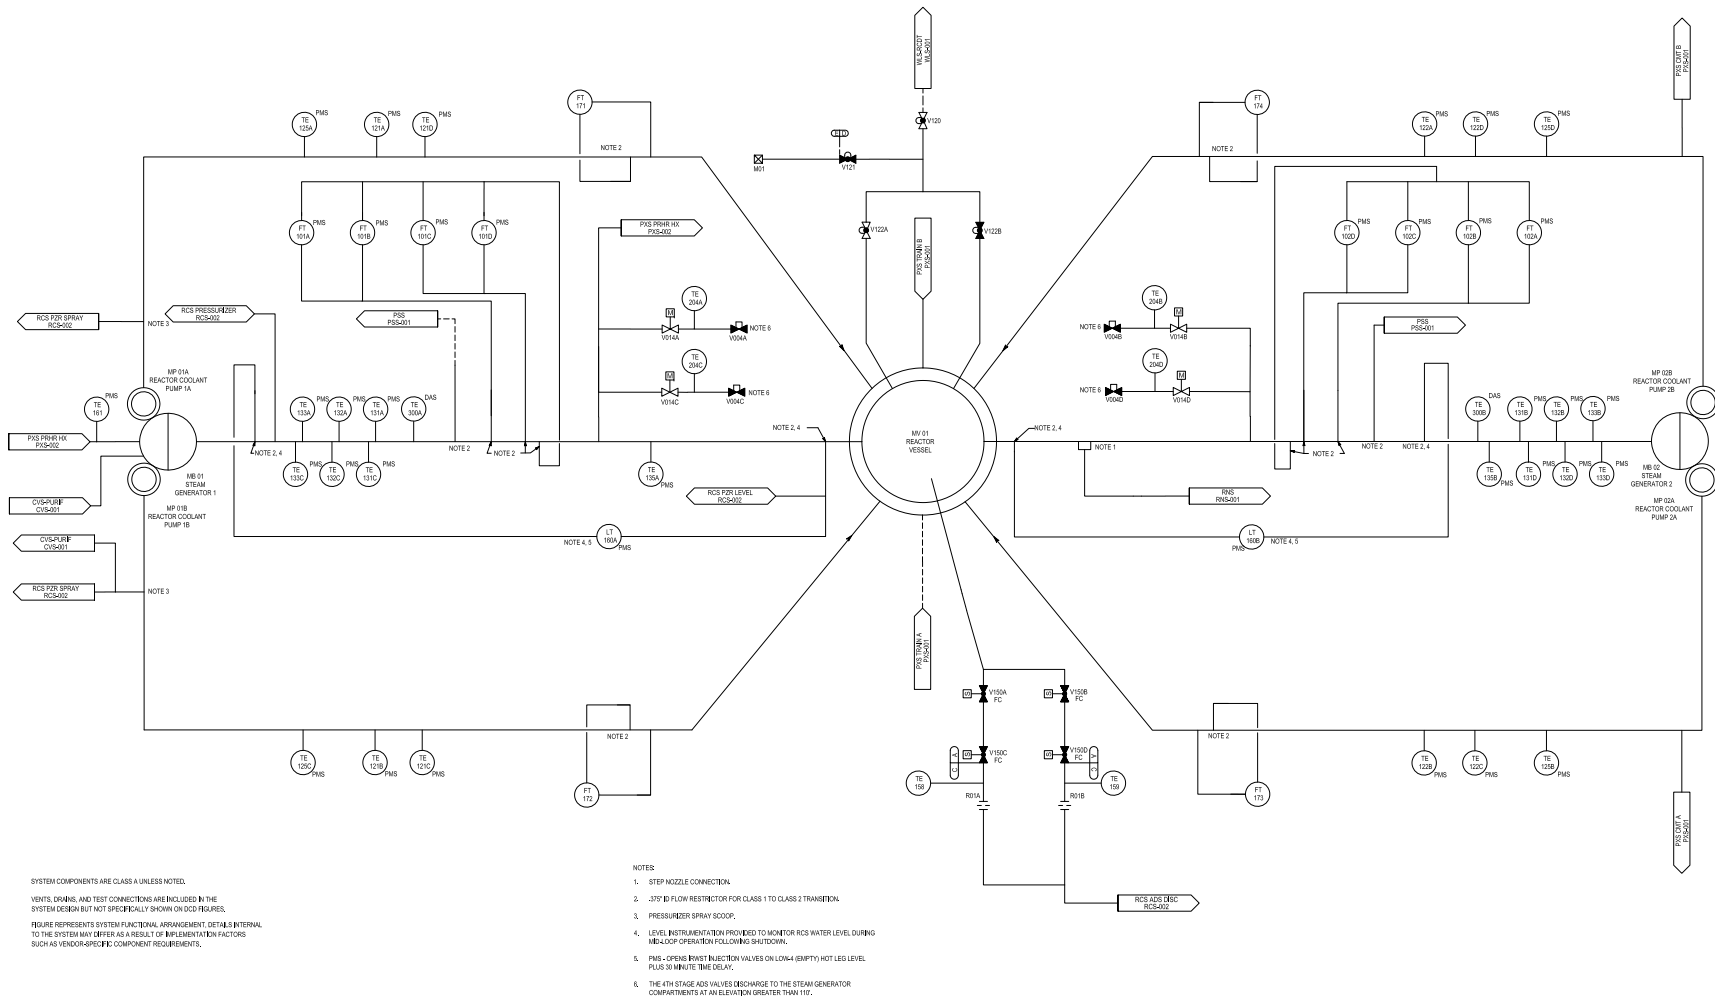 WLS-RCDT
WLS-001
PXS CMT B
PXS-001
FT
171
FT
174
TE
125A
PMS
TE
121A
PMS
TE
121D
PMS
V120
TE
122A
PMS
TE
122D
PMS
TE
125D
PMS
NOTE 2
NOTE 2
M01
V121
FT
101A
PMS
FT
101B
PMS
FT
101C
PMS
FT
101D
PMS
PXS PRHR HX
PXS-002
V122A
PXS TRAIN B
PXS-001
V122B
FT
102D
PMS
FT
102C
PMS
FT
102B
PMS
FT
102A
PMS
RCS PZR SPRAY
RCS-002
NOTE 3
RCS PRESSURIZER
RCS-002
PSS
PSS-001
TE
204A
M
V014A
V004A
NOTE 6
TE
204C
M
V014C
V004C
NOTE 6
TE
204B
M
NOTE 6
V004B
V014B
TE
204D
M
NOTE 6
V004D
V014D
PSS
PSS-001
MP 01A
REACTOR COOLANT
PUMP 1A
MP 02B
REACTOR COOLANT
PUMP 2B
TE
161
PMS
TE
133A
PMS
TE
132A
PMS
TE
131A
PMS
TE
300A
DAS
TE
300B
DAS
TE
131B
PMS
TE
132B
PMS
TE
133B
PMS
PXS PRHR HX
PXS-002
NOTE 2, 4
NOTE 2
NOTE 2
NOTE 2, 4
MV 01
REACTOR
VESSEL
NOTE 2, 4
NOTE 1
NOTE 2
NOTE 2
NOTE 2, 4
TE
133C
PMS
TE
132C
PMS
TE
131C
PMS
TE
135A
PMS
TE
135B
PMS
TE
131D
PMS
TE
132D
PMS
TE
133D
PMS
MB 01
STEAM
GENERATOR 1
MB 02
STEAM
GENERATOR 2
CVS-PURIF
CVS-001
MP 01B
REACTOR COOLANT
PUMP 1B
RCS PZR LEVEL
RCS-002
RNS
RNS-001
MP 02A
REACTOR COOLANT
PUMP 2A
CVS-PURIF
CVS-001
NOTE 4, 5
LT
160A
PMS
LT
160B
PMS
NOTE 4, 5
RCS PZR SPRAY
RCS-002
NOTE 3
PXS TRAIN A
PXS-001
S
V150A
FC
S
V150B
FC
NOTE 2
NOTE 2
S
V150C
FC
A
C
S
V150D
FC
A
C
TE
125C
PMS
TE
121B
PMS
TE
121C
PMS
FT
172
TE
158
TE
159
R01A
R01B
FT
173
TE
122B
PMS
TE
122C
PMS
TE
125B
PMS
PXS CMT A
PXS-001
RCS ADS DISC
RCS-002
SYSTEM COMPONENTS ARE CLASS A UNLESS NOTED.
VENTS, DRAINS, AND TEST CONNECTIONS ARE INCLUDED IN THE
SYSTEM DESIGN BUT NOT SPECIFICALLY SHOWN ON DCD FIGURES.
FIGURE REPRESENTS SYSTEM FUNCTIONAL ARRANGEMENT. DETAILS INTERNAL
TO THE SYSTEM MAY DIFFER AS A RESULT OF IMPLEMENTATION FACTORS
SUCH AS VENDOR-SPECIFIC COMPONENT REQUIREMENTS.
NOTES:
1. STEP NOZZLE CONNECTION.
2. .375" ID FLOW RESTRICTOR FOR CLASS 1 TO CLASS 2 TRANSITION.
3. PRESSURIZER SPRAY SCOOP.
4. LEVEL INSTRUMENTATION PROVIDED TO MONITOR RCS WATER LEVEL DURING
MID-LOOP OPERATION FOLLOWING SHUTDOWN.
5. PMS - OPENS IRWST INJECTION VALVES ON LOW-4 (EMPTY) HOT LEG LEVEL
PLUS 30 MINUTE TIME DELAY.
6. THE 4TH STAGE ADS VALVES DISCHARGE TO THE STEAM GENERATOR
COMPARTMENTS AT AN ELEVATION GREATER THAN 110'.